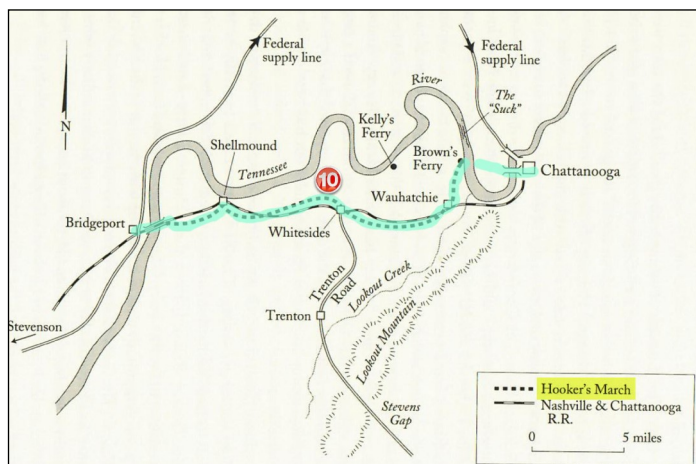 Federal
supply line
Federal
supply line
River
The
"Suck"
Kelly's
Ferry
Shellmound
Tennessee
Brown's
Ferry
Chattanooga
10
Wauhatchie
Bridgeport
Whitesides
N
Trenton
Road
Lookout Creek
Trenton
Lookout Mountain
Stevenson
Stevens
Gap
Hooker's March
Nashville & Chattanooga
R.R.
0 5 miles